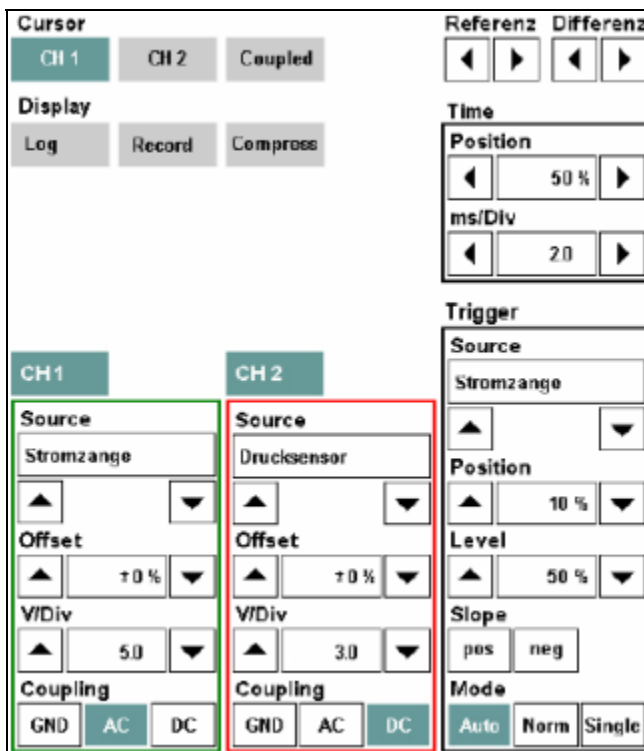 Cursor
CH 1 CH 2 Coupled
Display
Log Record Compress
Referenz Differenz
Time
Position
50 %
ms/Div
2.0
CH 1
Source
Stromzange
Offset
±0 %
V/Div
5.0
Coupling
GND AC DC
CH 2
Source
Drucksensor
Offset
±0 %
V/Div
3.0
Coupling
GND AC DC
Trigger
Source
Stromzange
Position
10 %
Level
50 %
Slope
pos neg
Mode
Auto Norm Single